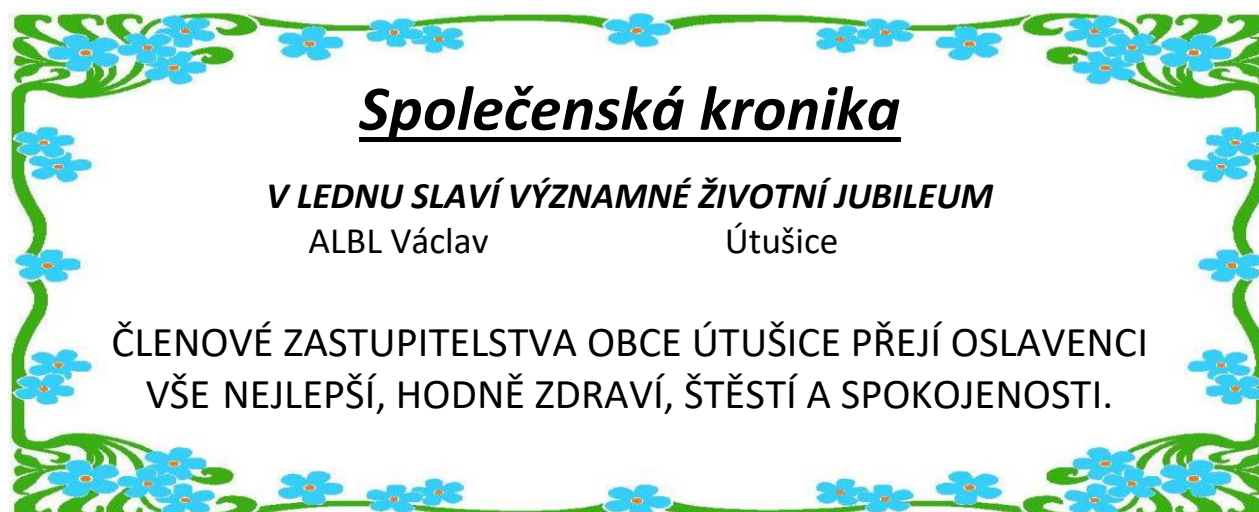 Společenská kronika
V LEDNU SLAVÍ VÝZNAMNÉ ŽIVOTNÍ JUBILEUM
ALBL Václav Útušice
ČLENOVÉ ZASTUPITELSTVA OBCE ÚTUŠICE PŘEJÍ OSLAVENCI
VŠE NEJLEPŠÍ, HODNĚ ZDRAVÍ, ŠTĚSTÍ A SPOKOJENOSTI.